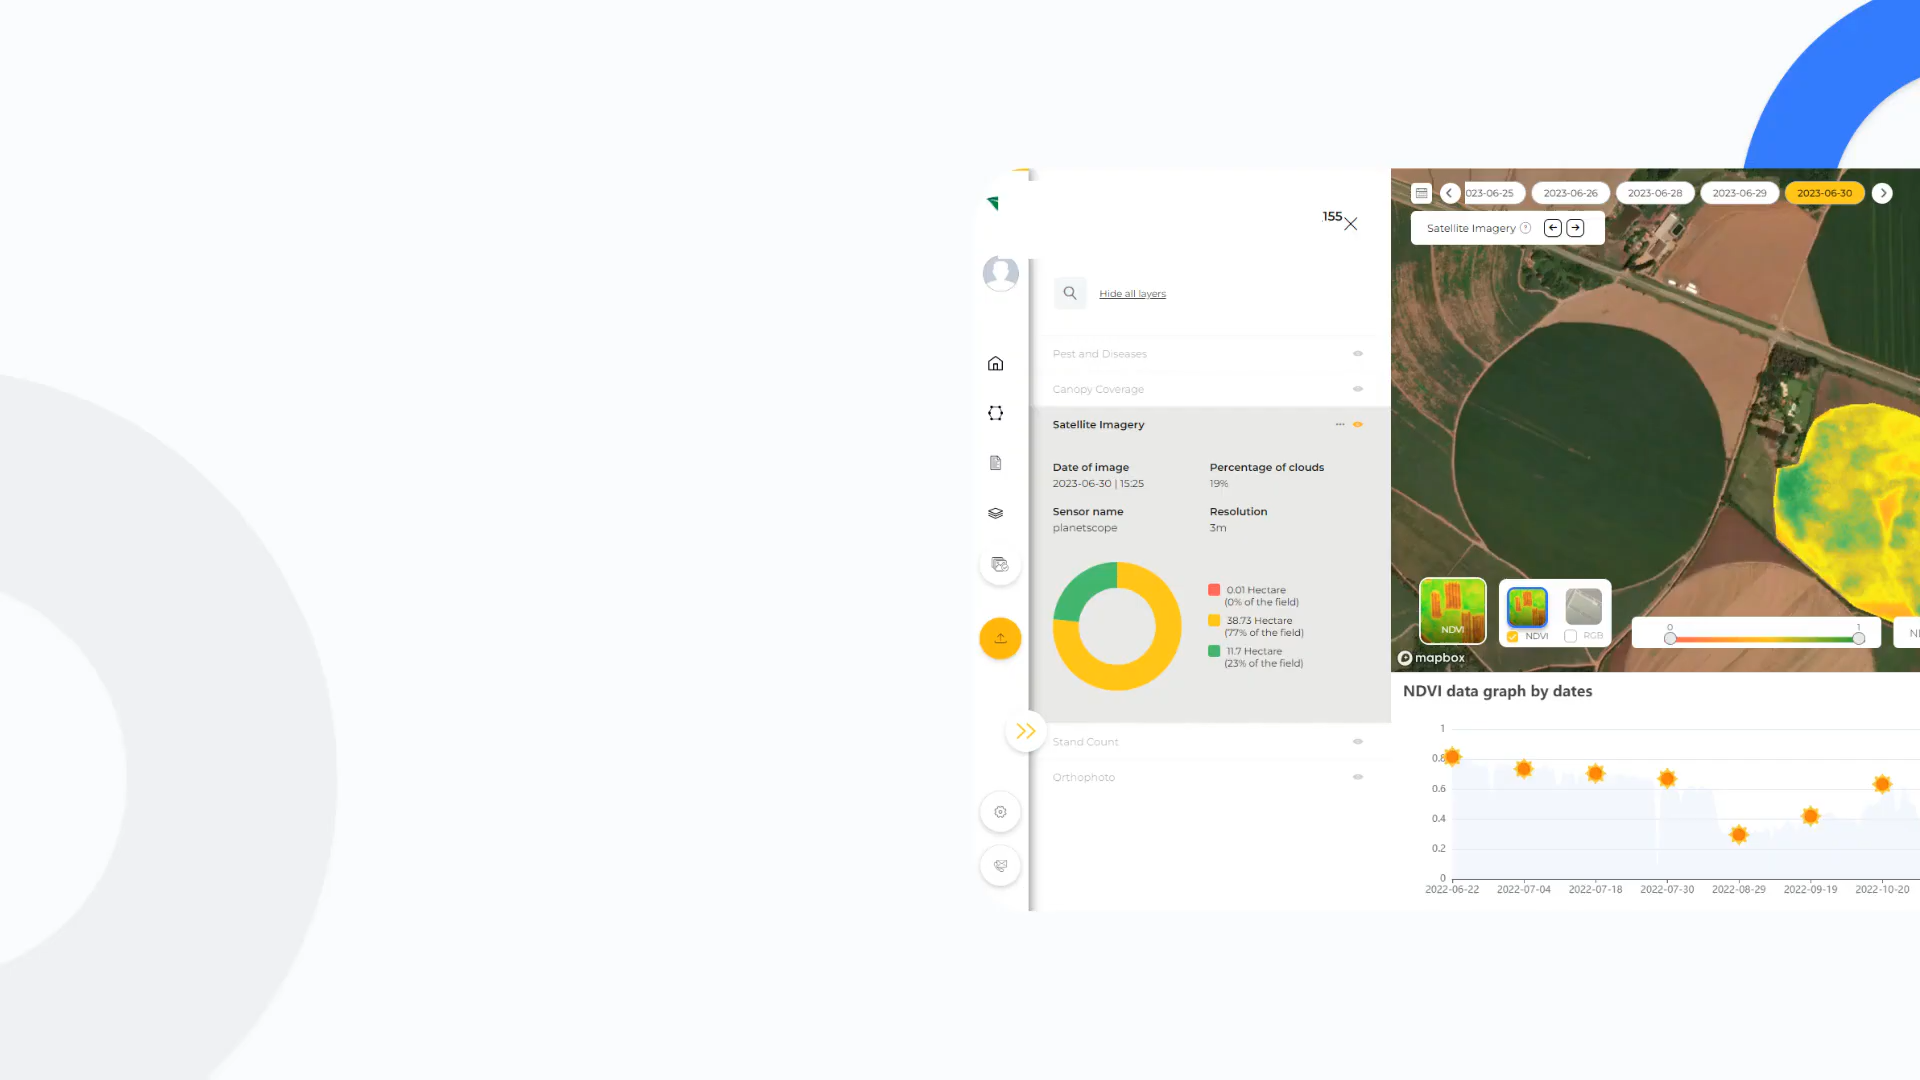 155
Hide all layers
Pest and Diseases
Canopy Coverage
Satellite Imagery
Date of image
2023-06-30 | 15:25
Percentage of clouds
19%
Sensor name
planetscope
Resolution
3m
0.01 Hectare
(0% of the field)
38.73 Hectare
(77% of the field)
11.7 Hectare
(23% of the field)
Stand Count
Orthophoto
023-06-25
2023-06-26
2023-06-28
2023-06-29
2023-06-30
Satellite Imagery ?
NDVI
NDVI
RGB
0
1
mapbox
NDVI data graph by dates
1
0.8
0.6
0.4
0.2
0
2022-06-22
2022-07-04
2022-07-18
2022-07-30
2022-08-29
2022-09-19
2022-10-20